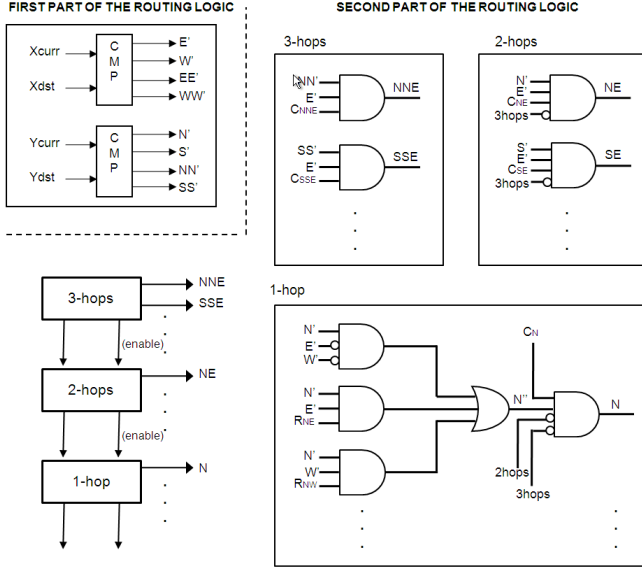 FIRST PART OF THE ROUTING LOGIC
Xcurr
Xdst
C
M
P
E'
W'
EE'
WW'
Ycurr
Ydst
C
M
P
N'
S'
NN'
SS'
SECOND PART OF THE ROUTING LOGIC
3-hops
NN'
E'
CNNE
NNE
SS'
E'
CSSE
SSE
2-hops
N'
E'
CNE
3hops
NE
S'
E'
CSE
3hops
SE
3-hops
NNE
SSE
(enable)
2-hops
NE
(enable)
1-hop
N
1-hop
N'
E'
W'
N'
E'
RNE
N'
W'
RNW
N''
CN
2hops
3hops
N